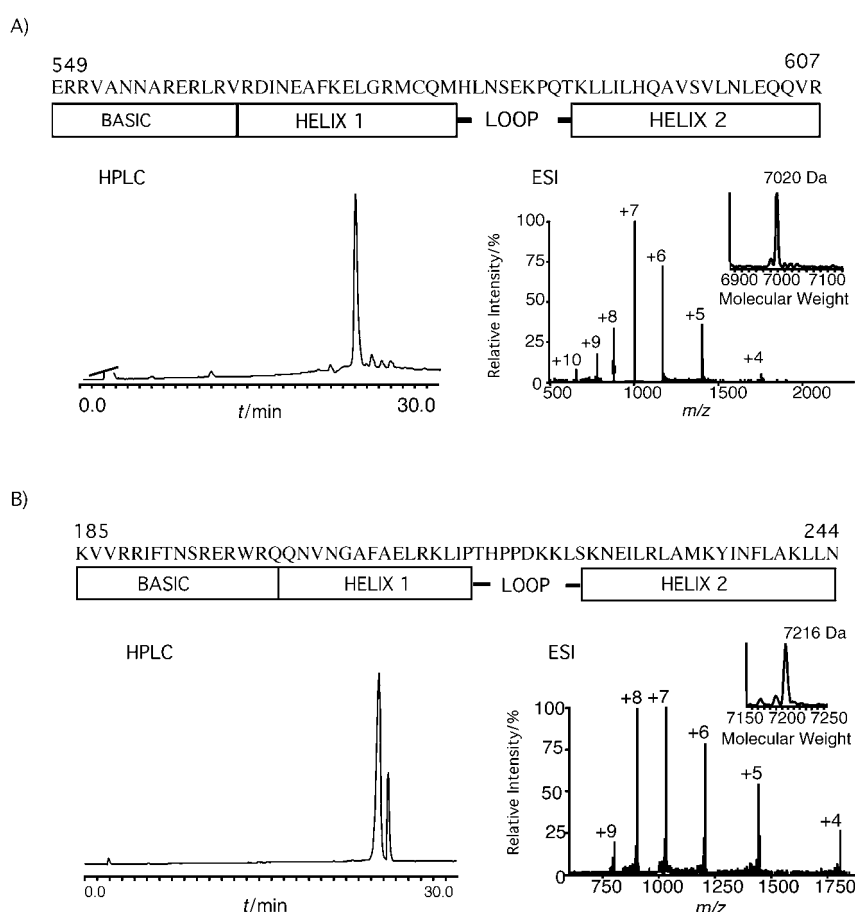 A)
549 607
ERRVANNARERLRVRDINEAFKELGRMCQMHLNSEKPQTKLLILHQAVSVLNLEQQVR
BASIC HELIX 1 LOOP HELIX 2
HPLC
0.0 30.0
t/min
ESI
Relative Intensity/%
100
75
50
25
0
+10 +9 +8 +7 +6 +5 +4
500 1000 1500 2000
m/z
7020 Da
6900 7000 7100
Molecular Weight
B)
185 244
KVVRRIFTNSRERWRQQNVNGAFAELRKLIPTHPPDKKLSKNEILRLAMKYINFLAKLLN
BASIC HELIX 1 LOOP HELIX 2
HPLC
0.0 30.0
t/min
ESI
Relative Intensity/%
100
75
50
25
0
+9 +8 +7 +6 +5 +4
750 1000 1250 1500 1750
m/z
7216 Da
7150 7200 7250
Molecular Weight